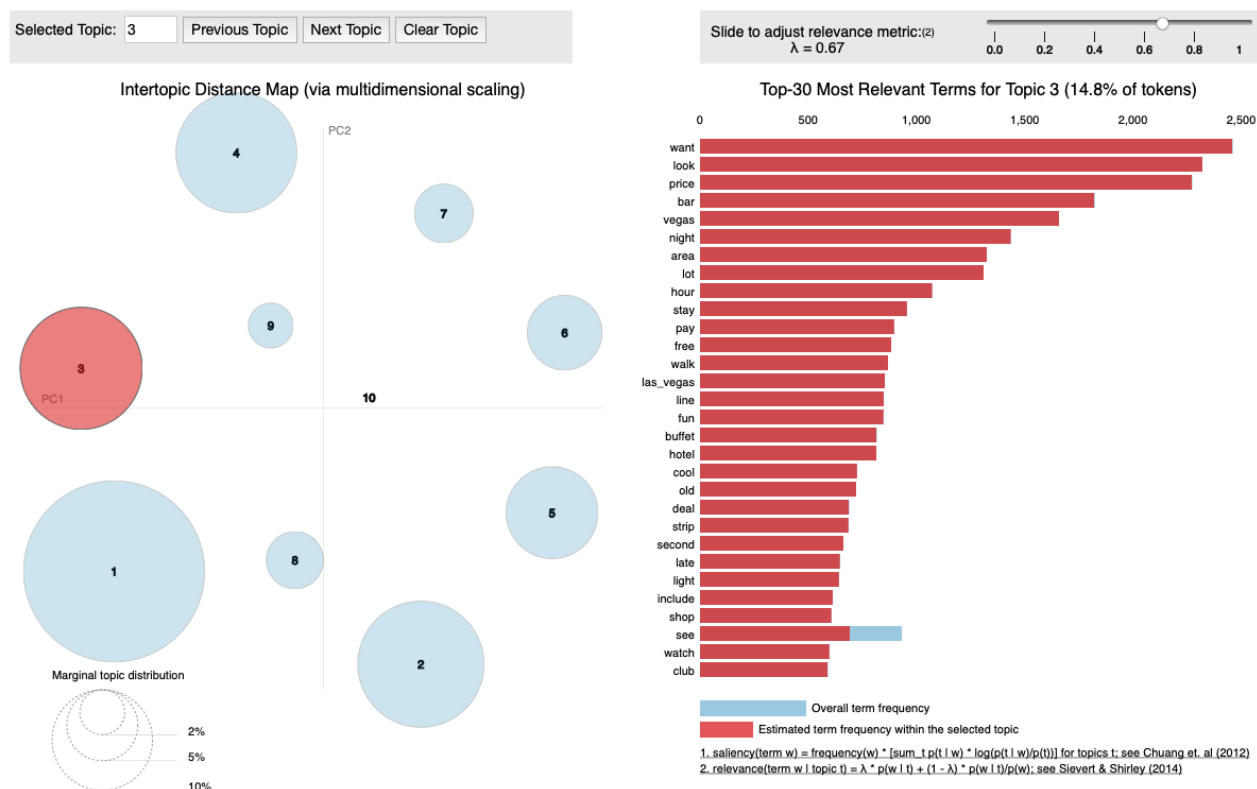 Selected Topic: 3 Previous Topic Next Topic Clear Topic
Slide to adjust relevance metric:(2)
λ = 0.67
0.0 0.2 0.4 0.6 0.8 1
Intertopic Distance Map (via multidimensional scaling)
PC2
4
7
9
6
3
PC1
10
5
8
1
2
Marginal topic distribution
2%
5%
10%
Top-30 Most Relevant Terms for Topic 3 (14.8% of tokens)
0 500 1,000 1,500 2,000 2,500
want
look
price
bar
vegas
night
area
lot
hour
stay
pay
free
walk
las_vegas
line
fun
buffet
hotel
cool
old
deal
strip
second
late
light
include
shop
see
watch
club
Overall term frequency
Estimated term frequency within the selected topic
1. saliency(term w) = frequency(w) * [sum_t p(t | w) * log(p(t | w)/p(t))] for topics t; see Chuang et. al (2012)
2. relevance(term w | topic t) = λ * p(w | t) + (1 - λ) * p(w | t)/p(w); see Sievert & Shirley (2014)